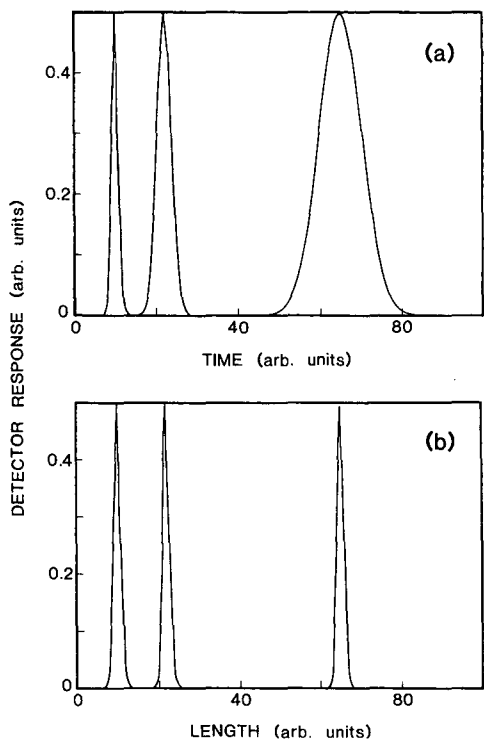 (a)
0.4
0.2
0
0
40
80
TIME (arb. units)
DETECTOR RESPONSE (arb. units)
(b)
0.4
0.2
0
0
40
80
LENGTH (arb. units)